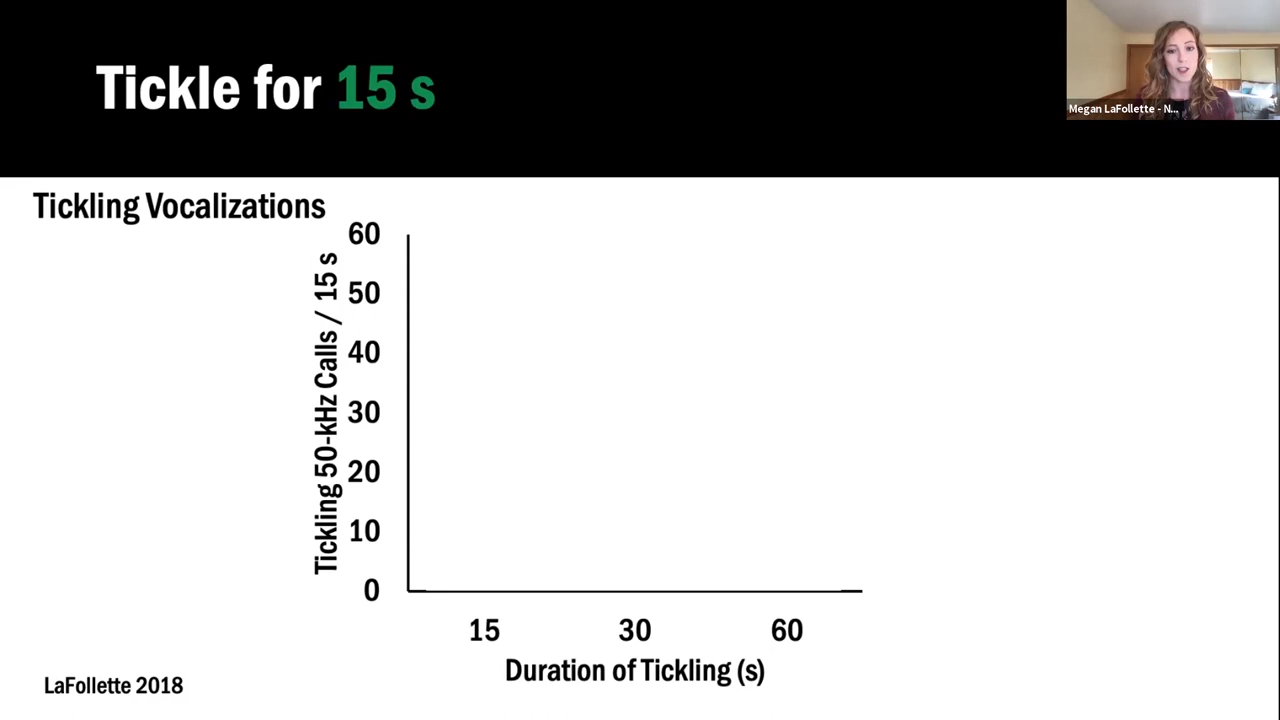 Tickle for 15 s
Megan LaFollette - N...
Tickling Vocalizations
Tickling 50-kHz Calls / 15 s
60
50
40
30
20
10
0
15 30 60
Duration of Tickling (s)
LaFollette 2018